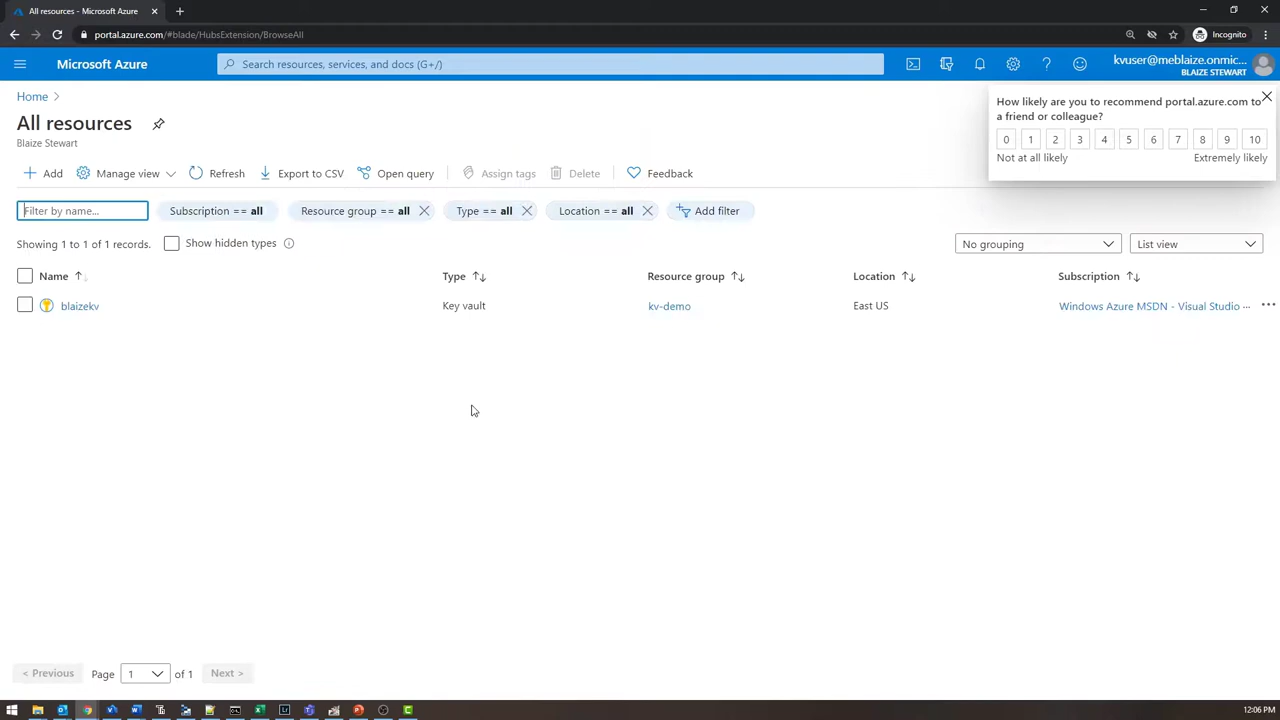 All resources - Microsoft Azure
portal.azure.com/#blade/HubsExtension/BrowseAll
Incognito
Microsoft Azure
Search resources, services, and docs (G+/)
kvuser@meblaize.onmic...
BLAIZE STEWART
Home
How likely are you to recommend portal.azure.com to
a friend or colleague?
0 1 2 3 4 5 6 7 8 9 10
Not at all likely Extremely likely
All resources
Blaize Stewart
Add Manage view Refresh Export to CSV Open query Assign tags Delete Feedback
Filter by name... Subscription == all Resource group == all Type == all Location == all Add filter
Showing 1 to 1 of 1 records. Show hidden types No grouping List view
Name Type Resource group Location Subscription
blaizekv Key vault kv-demo East US Windows Azure MSDN - Visual Studio ...
< Previous Page 1 of 1 Next >
12:06 PM